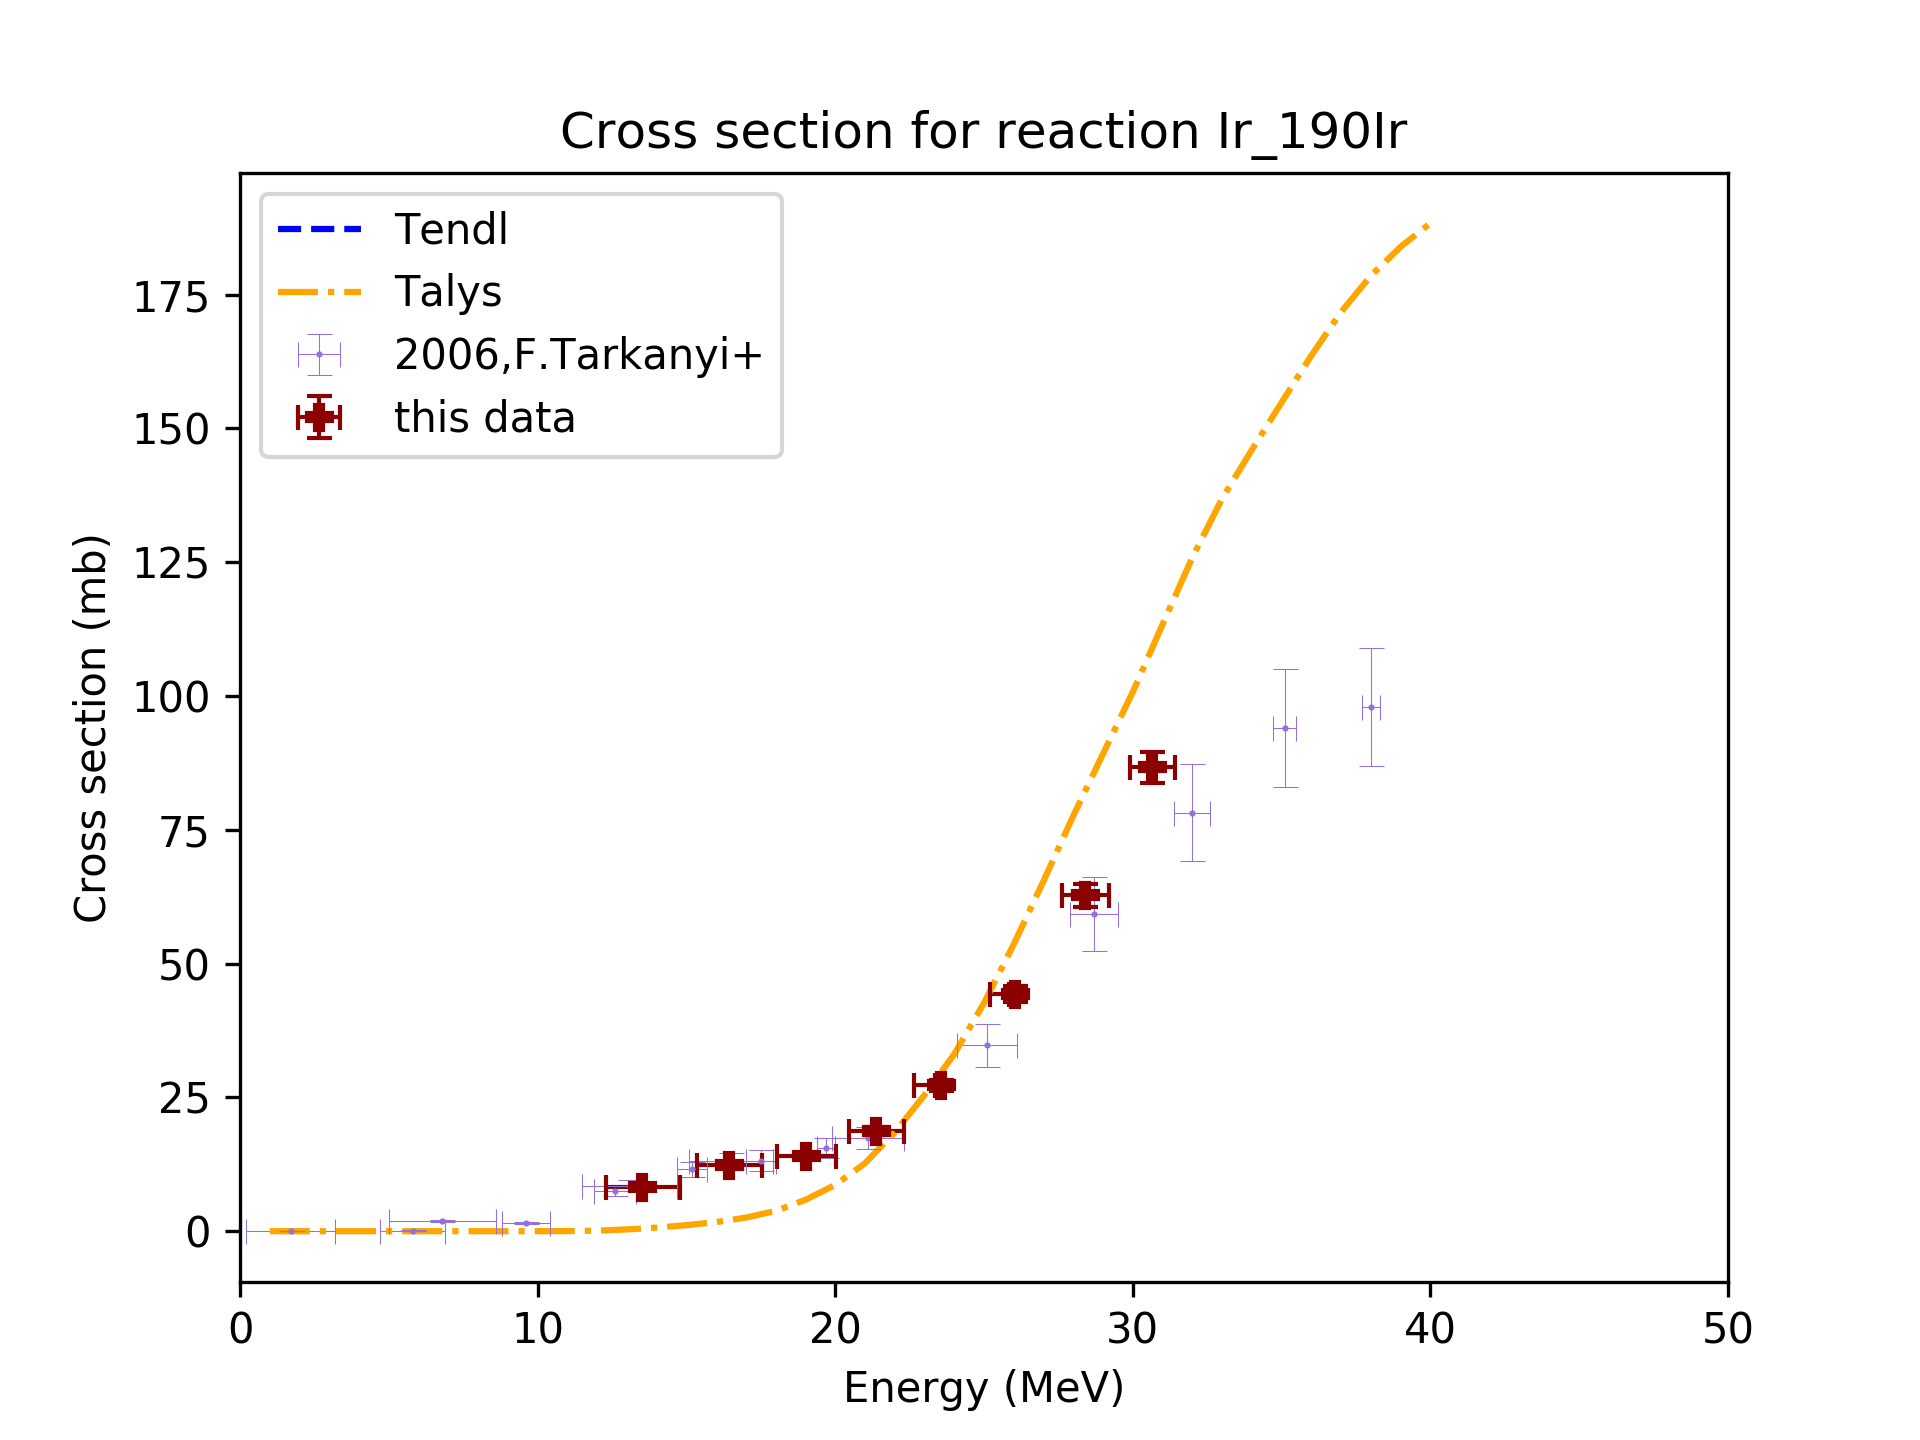 Cross section for reaction Ir_190Ir
Tendl
Talys
2006,F.Tarkanyi+
this data
Cross section (mb)
175
150
125
100
75
50
25
0
0 10 20 30 40 50
Energy (MeV)